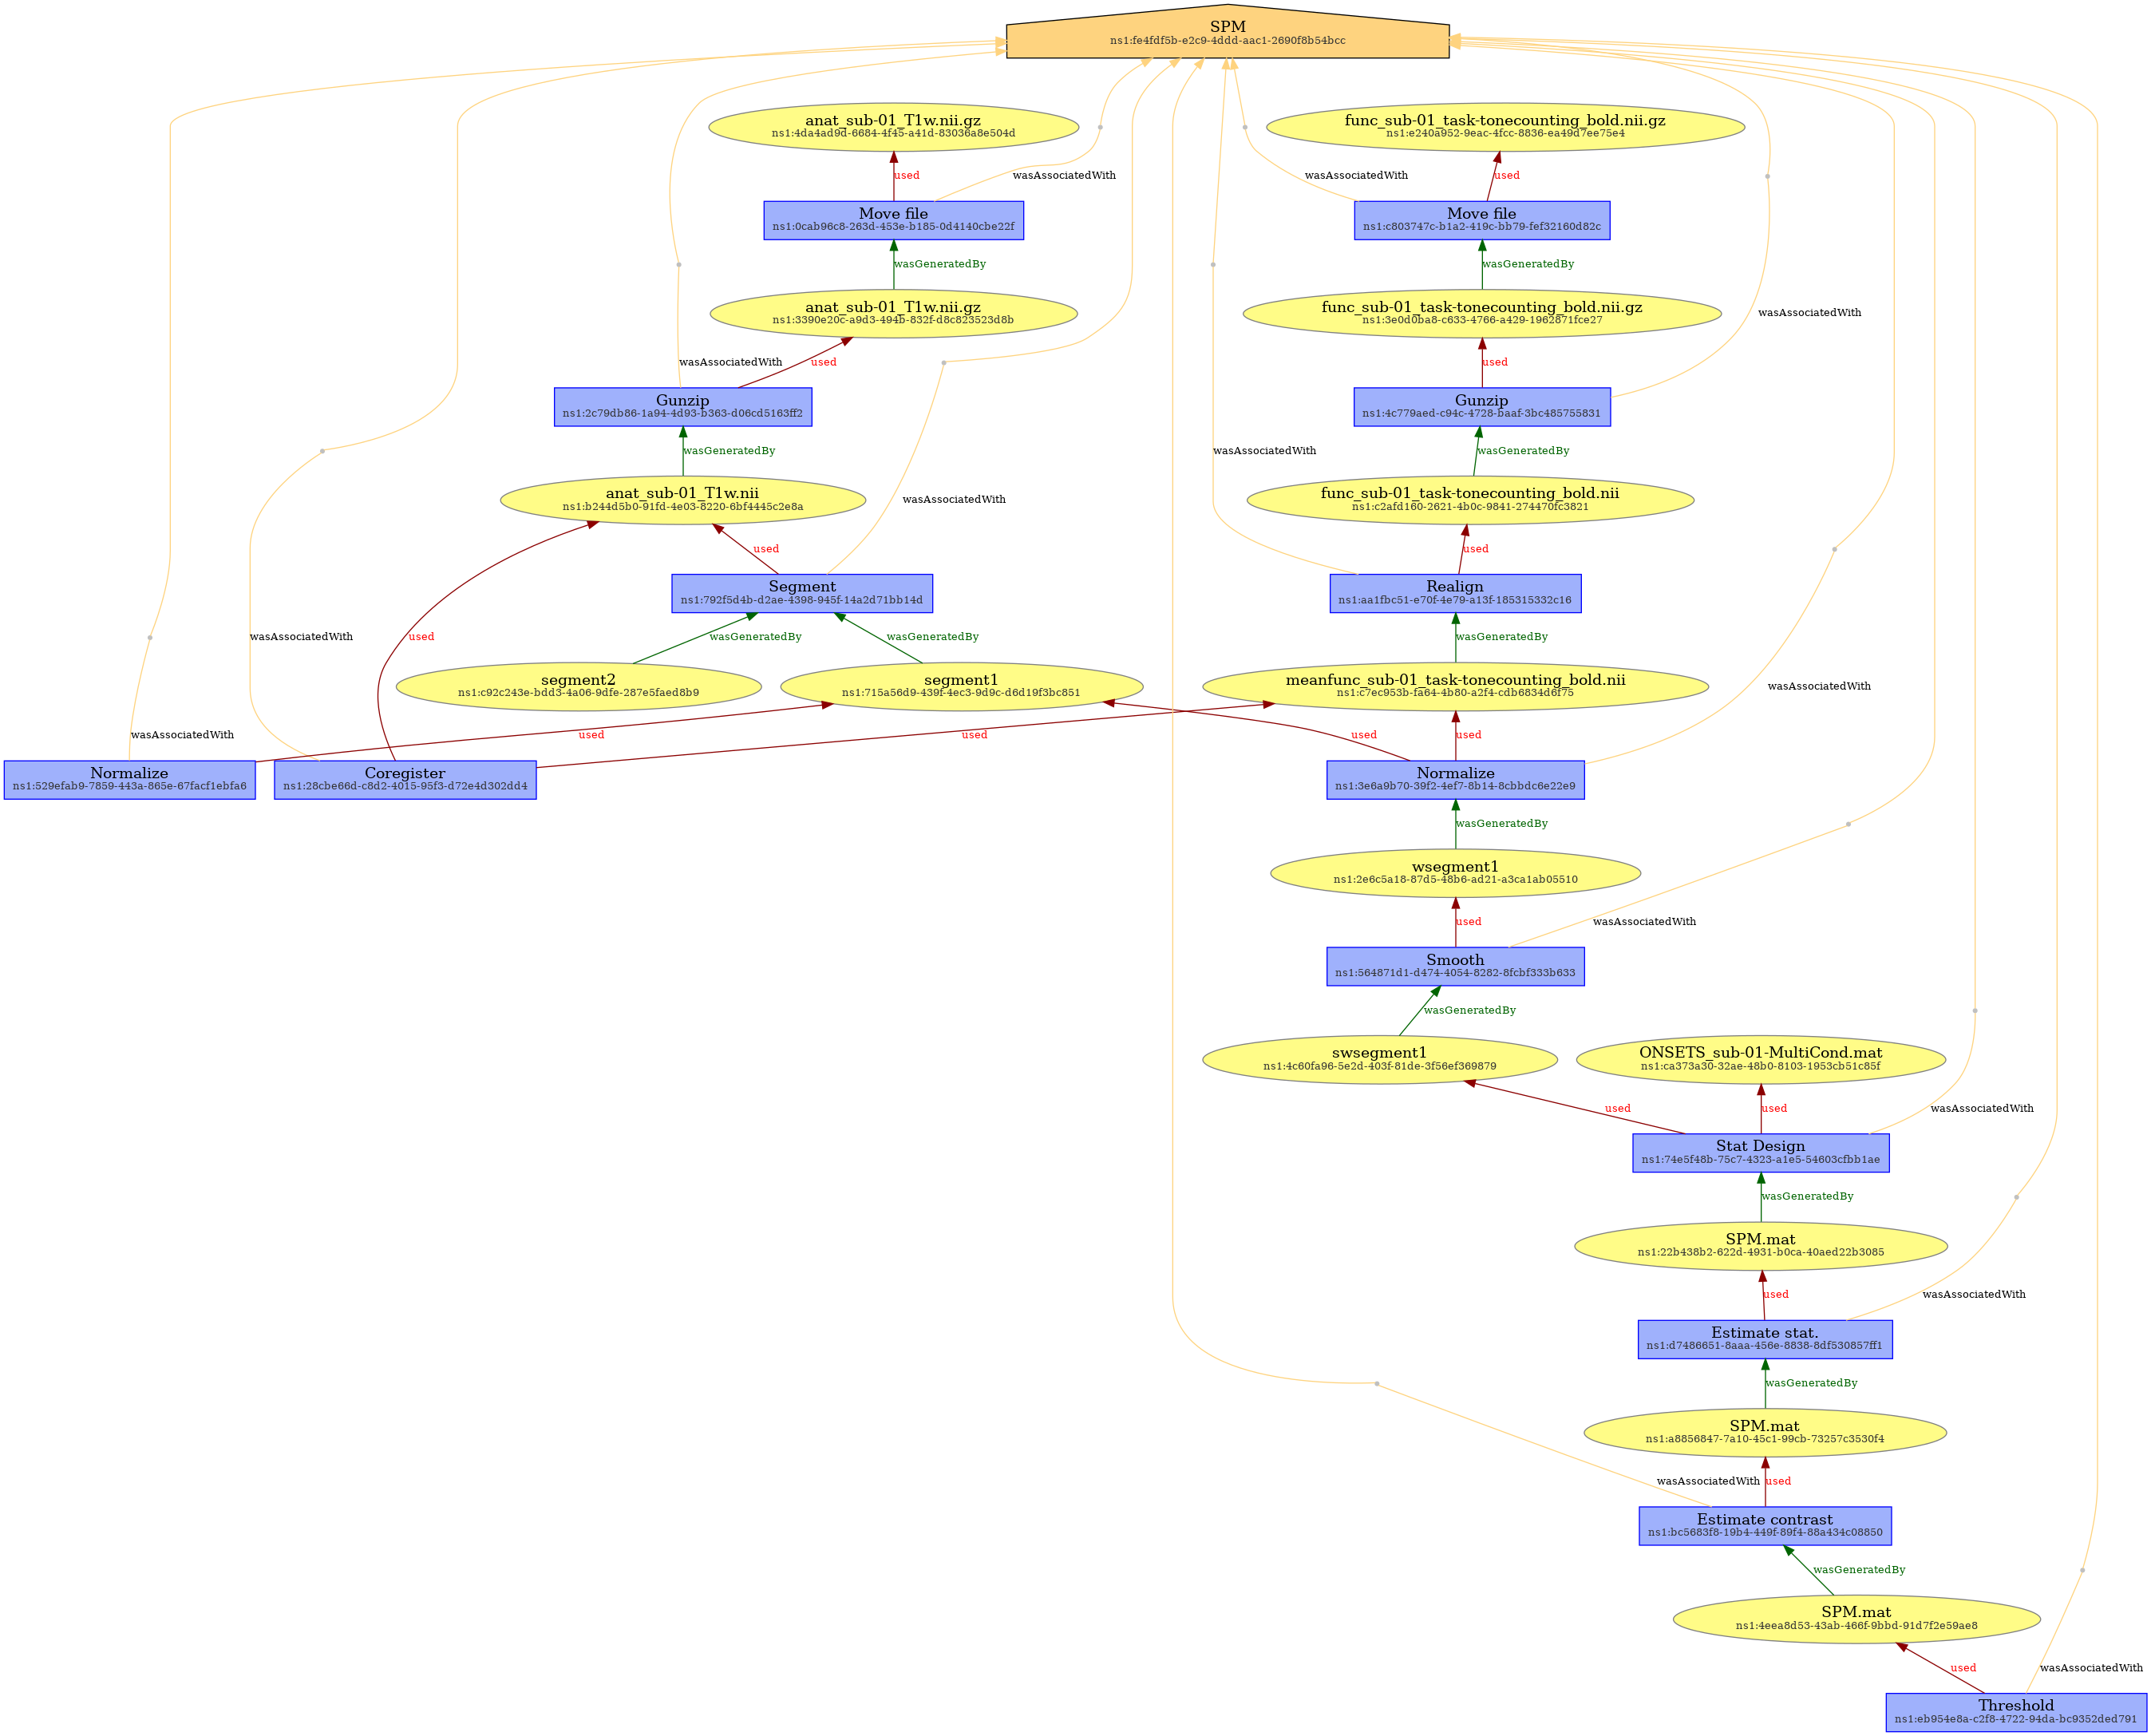 SPM
ns1:fe4fdf5b-e2c9-4ddd-aac1-2690f8b54bcc
anat_sub-01_T1w.nii.gz
ns1:4da4ad9d-6684-4f45-a41d-83036a8e504d
func_sub-01_task-tonecounting_bold.nii.gz
ns1:e240a952-9eac-4fcc-8836-ea49d7ee75e4
used
wasAssociatedWith
wasAssociatedWith
used
Move file
ns1:0cab96c8-263d-453e-b185-0d4140cbe22f
Move file
ns1:c803747c-b1a2-419c-bb79-fef32160d82c
wasGeneratedBy
wasGeneratedBy
anat_sub-01_T1w.nii.gz
ns1:3390e20c-a9d3-494b-832f-d8c823523d8b
func_sub-01_task-tonecounting_bold.nii.gz
ns1:3e0d0ba8-c633-4766-a429-1962871fce27
wasAssociatedWith
wasAssociatedWith
used
used
Gunzip
ns1:2c79db86-1a94-4d93-b363-d06cd5163ff2
Gunzip
ns1:4c779aed-c94c-4728-baaf-3bc485755831
wasGeneratedBy
wasAssociatedWith
wasGeneratedBy
anat_sub-01_T1w.nii
ns1:b244d5b0-91fd-4e03-8220-6bf4445c2e8a
wasAssociatedWith
func_sub-01_task-tonecounting_bold.nii
ns1:c2afd160-2621-4b0c-9841-274470fc3821
used
used
Segment
ns1:792f5d4b-d2ae-4398-945f-14a2d71bb14d
Realign
ns1:aa1fbc51-e70f-4e79-a13f-185315332c16
wasAssociatedWith
used
wasGeneratedBy
wasGeneratedBy
wasGeneratedBy
segment2
ns1:c92c243e-bdd3-4a06-9dfe-287e5faed8b9
segment1
ns1:715a56d9-439f-4ec3-9d9c-d6d19f3bc851
meanfunc_sub-01_task-tonecounting_bold.nii
ns1:c7ec953b-fa64-4b80-a2f4-cdb6834d6f75
wasAssociatedWith
wasAssociatedWith
used
used
used
used
Normalize
ns1:529efab9-7859-443a-865e-67facf1ebfa6
Coregister
ns1:28cbe66d-c8d2-4015-95f3-d72e4d302dd4
Normalize
ns1:3e6a9b70-39f2-4ef7-8b14-8cbbdc6e22e9
wasGeneratedBy
wsegment1
ns1:2e6c5a18-87d5-48b6-ad21-a3ca1ab05510
used
wasAssociatedWith
Smooth
ns1:564871d1-d474-4054-8282-8fcbf333b633
wasGeneratedBy
swsegment1
ns1:4c60fa96-5e2d-403f-81de-3f56ef369879
ONSETS_sub-01-MultiCond.mat
ns1:ca373a30-32ae-48b0-8103-1953cb51c85f
used
used
wasAssociatedWith
Stat Design
ns1:74e5f48b-75c7-4323-a1e5-54603cfbb1ae
wasGeneratedBy
SPM.mat
ns1:22b438b2-622d-4931-b0ca-40aed22b3085
used
wasAssociatedWith
Estimate stat.
ns1:d7486651-8aaa-456e-8838-8df530857ff1
wasGeneratedBy
SPM.mat
ns1:a8856847-7a10-45c1-99cb-73257c3530f4
wasAssociatedWith
used
Estimate contrast
ns1:bc5683f8-19b4-449f-89f4-88a434c08850
wasGeneratedBy
SPM.mat
ns1:4eea8d53-43ab-466f-9bbd-91d7f2e59ae8
used
wasAssociatedWith
Threshold
ns1:eb954e8a-c2f8-4722-94da-bc9352ded791